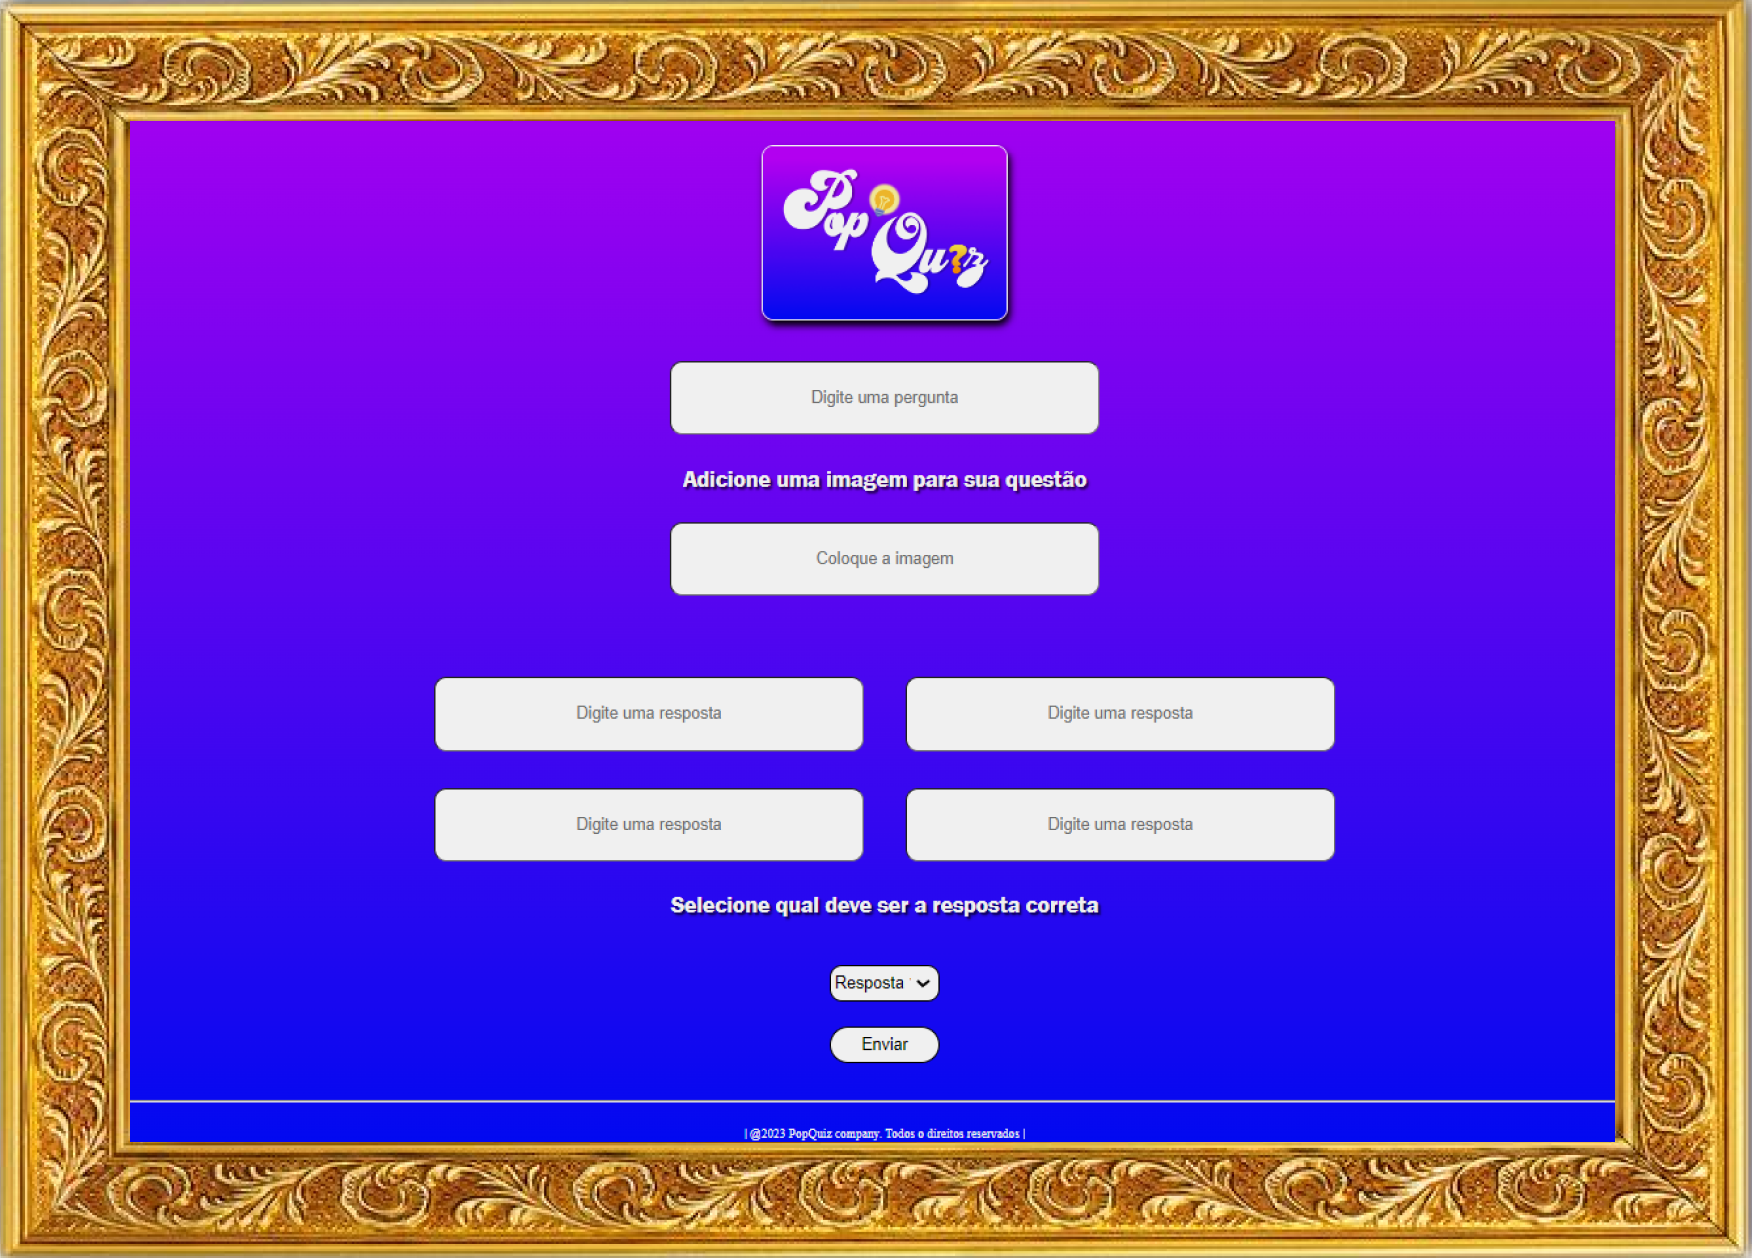 Pop
Qu?z
Digite uma pergunta
Adicione uma imagem para sua questão
Coloque a imagem
Digite uma resposta Digite uma resposta
Digite uma resposta Digite uma resposta
Selecione qual deve ser a resposta correta
Resposta
Enviar
| @2023 PopQuiz company. Todos o direitos reservados |